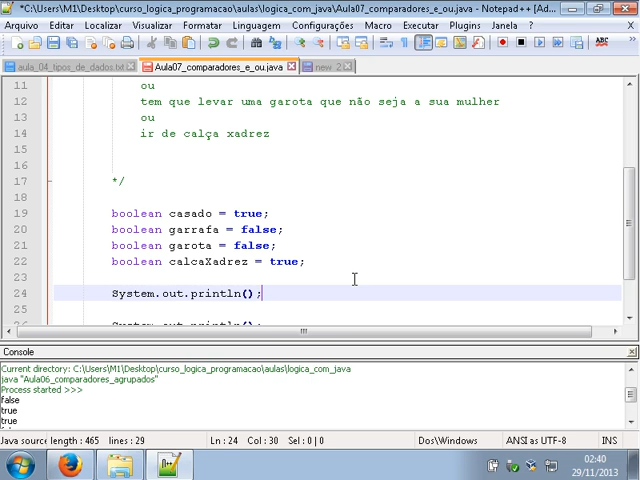 *C:\Users\M1\Desktop\curso_logica_programacao\aulas\logica_com_java\Aula07_comparadores_e_ou.java - Notepad++ [Ad...
Arquivo Editar Localizar Visualizar Formatar Linguagem Configurações Macro Executar Plugins Janela ? X
aula_04_tipos_de_dados.txt Aula07_comparadores_e_ou.java new 2
11 ou
12 tem que levar uma garota que não seja a sua mulher
13 ou
14 ir de calça xadrez
15
16
17 */
18
19 boolean casado = true;
20 boolean garrafa = false;
21 boolean garota = false;
22 boolean calcaXadrez = true;
23
24 System.out.println();
25
26 System.out.println();
Console
Current directory: C:\Users\M1\Desktop\curso_logica_programacao\aulas\logica_com_java
java "Aula06_comparadores_agrupados"
Process started >>>
false
true
true
Java source length : 465 lines : 29 Ln : 24 Col : 30 Sel : 0 | 0 Dos\Windows ANSI as UTF-8 INS
02:40
29/11/2013